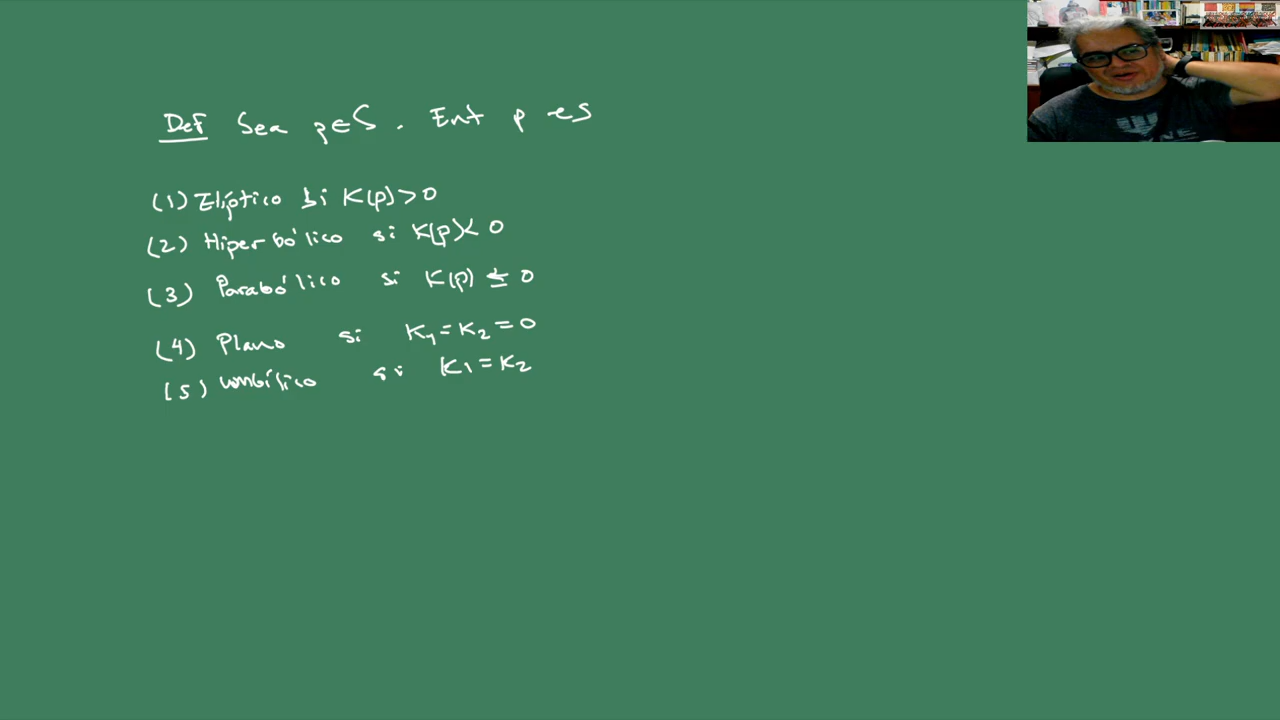 Def Sea p∈S. Ent p es
(1) Elíptico si K(p)>0
(2) Hiperbólico si K(p)<0
(3) Parabólico si K(p) ≤ 0
(4) Plano si K1=K2=0
(5) Umbílico si K1=K2